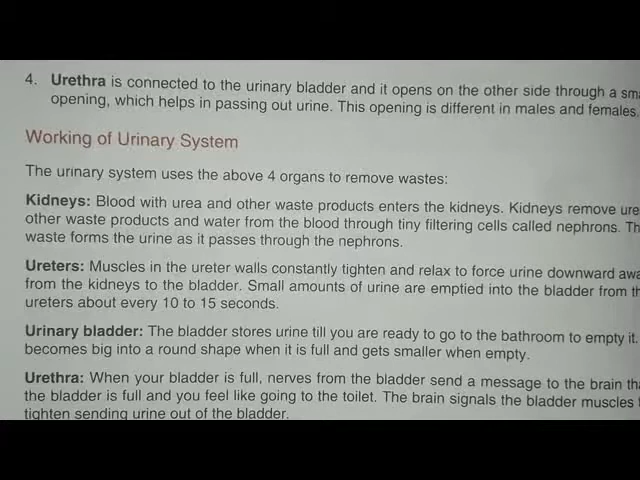 4. Urethra is connected to the urinary bladder and it opens on the other side through a
opening, which helps in passing out urine. This opening is different in males and females.
Working of Urinary System
The urinary system uses the above 4 organs to remove wastes:
Kidneys: Blood with urea and other waste products enters the kidneys. Kidneys remove
other waste products and water from the blood through tiny filtering cells called nephrons.
waste forms the urine as it passes through the nephrons.
Ureters: Muscles in the ureter walls constantly tighten and relax to force urine downward
from the kidneys to the bladder. Small amounts of urine are emptied into the bladder from
ureters about every 10 to 15 seconds.
Urinary bladder: The bladder stores urine till you are ready to go to the bathroom to empty it.
becomes big into a round shape when it is full and gets smaller when empty.
Urethra: When your bladder is full, nerves from the bladder send a message to the brain
the bladder is full and you feel like going to the toilet. The brain signals the bladder muscles
tighten sending urine out of the bladder.